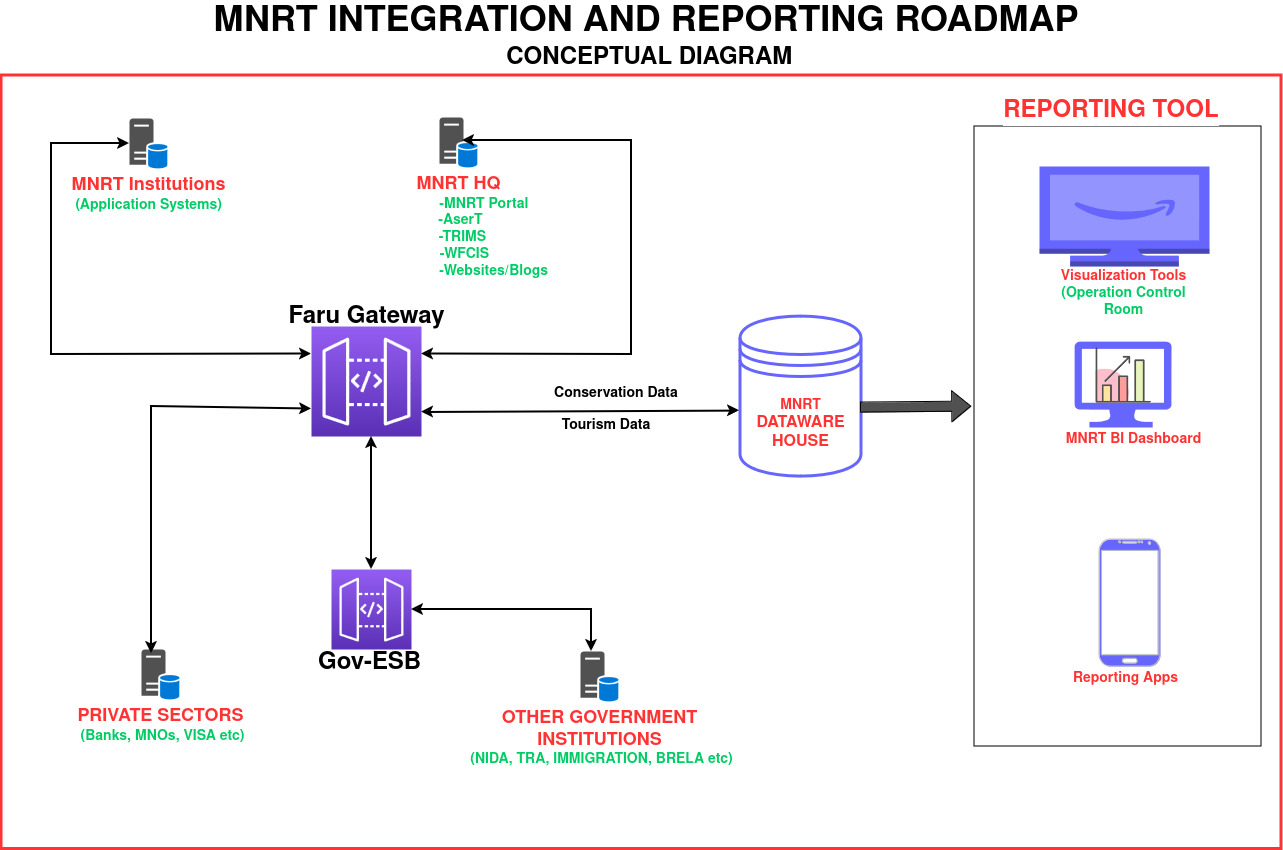 MNRT INTEGRATION AND REPORTING ROADMAP
CONCEPTUAL DIAGRAM
REPORTING TOOL
MNRT Institutions
(Application Systems)
MNRT HQ
-MNRT Portal
-AserT
-TRIMS
-WFCIS
-Websites/Blogs
Visualization Tools
(Operation Control
Room
Faru Gateway
</>
Conservation Data
Tourism Data
MNRT
DATAWARE
HOUSE
MNRT BI Dashboard
</>
Gov-ESB
Reporting Apps
PRIVATE SECTORS
(Banks, MNOs, VISA etc)
OTHER GOVERNMENT
INSTITUTIONS
(NIDA, TRA, IMMIGRATION, BRELA etc)